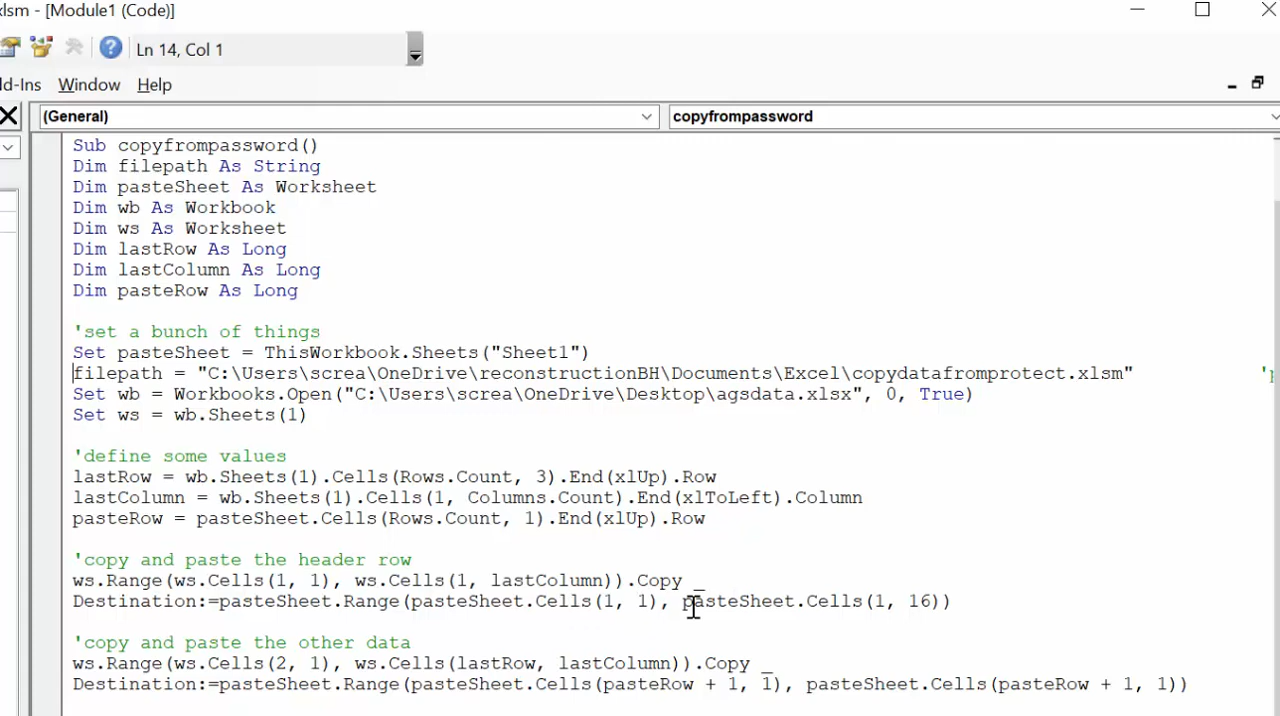 xlsm - [Module1 (Code)]
Ln 14, Col 1
Window Help
(General) copyfrompassword
Sub copyfrompassword()
Dim filepath As String
Dim pasteSheet As Worksheet
Dim wb As Workbook
Dim ws As Worksheet
Dim lastRow As Long
Dim lastColumn As Long
Dim pasteRow As Long
'set a bunch of things
Set pasteSheet = ThisWorkbook.Sheets("Sheet1")
filepath = "C:\Users\screa\OneDrive\reconstructionBH\Documents\Excel\copydatafromprotect.xlsm"
Set wb = Workbooks.Open("C:\Users\screa\OneDrive\Desktop\agsdata.xlsx", 0, True)
Set ws = wb.Sheets(1)
'define some values
lastRow = wb.Sheets(1).Cells(Rows.Count, 3).End(xlUp).Row
lastColumn = wb.Sheets(1).Cells(1, Columns.Count).End(xlToLeft).Column
pasteRow = pasteSheet.Cells(Rows.Count, 1).End(xlUp).Row
'copy and paste the header row
ws.Range(ws.Cells(1, 1), ws.Cells(1, lastColumn)).Copy _
Destination:=pasteSheet.Range(pasteSheet.Cells(1, 1), pasteSheet.Cells(1, 16))
'copy and paste the other data
ws.Range(ws.Cells(2, 1), ws.Cells(lastRow, lastColumn)).Copy _
Destination:=pasteSheet.Range(pasteSheet.Cells(pasteRow + 1, 1), pasteSheet.Cells(pasteRow + 1, 1))